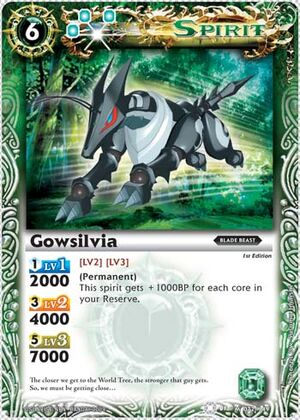 6
SPIRIT
Gowsilvia
BLADE BEAST
1st Edition
1 LV1
2000
3 LV2
4000
5 LV3
7000
[LV2] [LV3]
(Permanent)
This spirit gets +1000BP for each core in
your Reserve.
The closer we get to the World Tree, the stronger that guy gets.
So, we must be getting close.